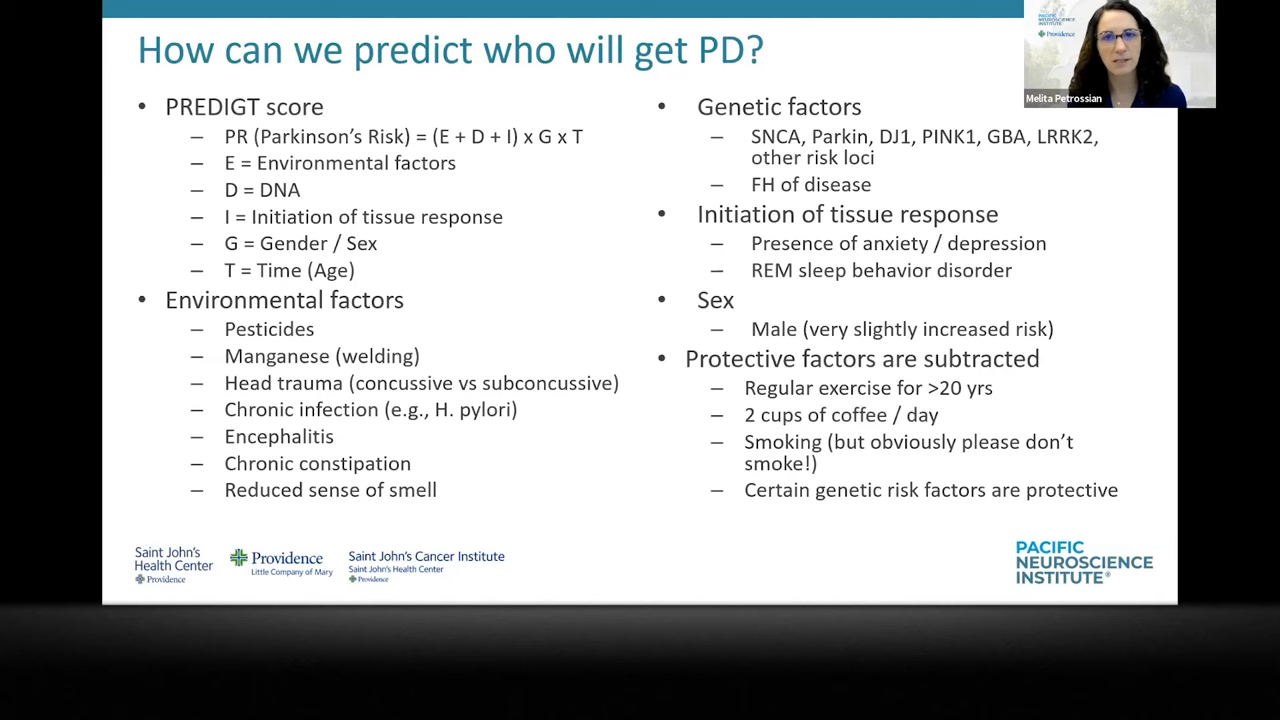 How can we predict who will get PD?
• PREDIGT score
– PR (Parkinson's Risk) = (E + D + I) x G x T
– E = Environmental factors
– D = DNA
– I = Initiation of tissue response
– G = Gender / Sex
– T = Time (Age)
• Environmental factors
– Pesticides
– Manganese (welding)
– Head trauma (concussive vs subconcussive)
– Chronic infection (e.g., H. pylori)
– Encephalitis
– Chronic constipation
– Reduced sense of smell
• Genetic factors
– SNCA, Parkin, DJ1, PINK1, GBA, LRRK2,
other risk loci
– FH of disease
• Initiation of tissue response
– Presence of anxiety / depression
– REM sleep behavior disorder
• Sex
– Male (very slightly increased risk)
• Protective factors are subtracted
– Regular exercise for >20 yrs
– 2 cups of coffee / day
– Smoking (but obviously please don't
smoke!)
– Certain genetic risk factors are protective
PACIFIC
NEUROSCIENCE
INSTITUTE
Providence
Melita Petrossian
Saint John's
Health Center
Providence
Providence
Little Company of Mary
Saint John's Cancer Institute
Saint John's Health Center
Providence
PACIFIC
NEUROSCIENCE
INSTITUTE®